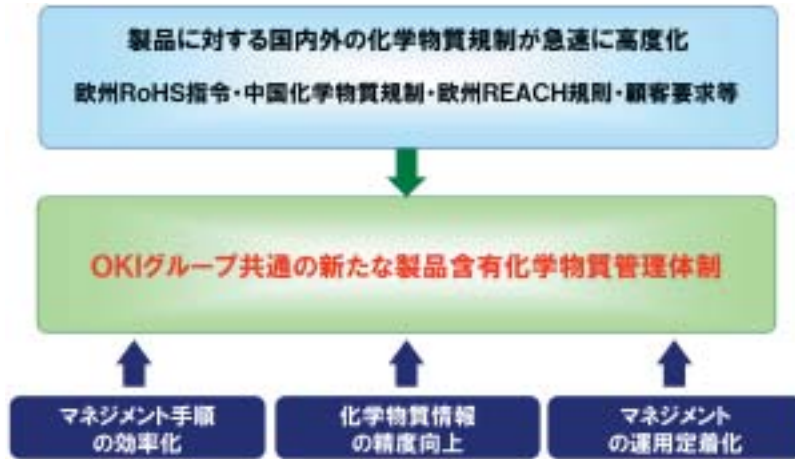 製品に対する国内外の化学物質規制が急速に高度化
欧州RoHS指令・中国化学物質規制・欧州REACH規則・顧客要求等
OKIグループ共通の新たな製品含有化学物質管理体制
マネジメント手順
の効率化
化学物質情報
の精度向上
マネジメント
の運用定着化